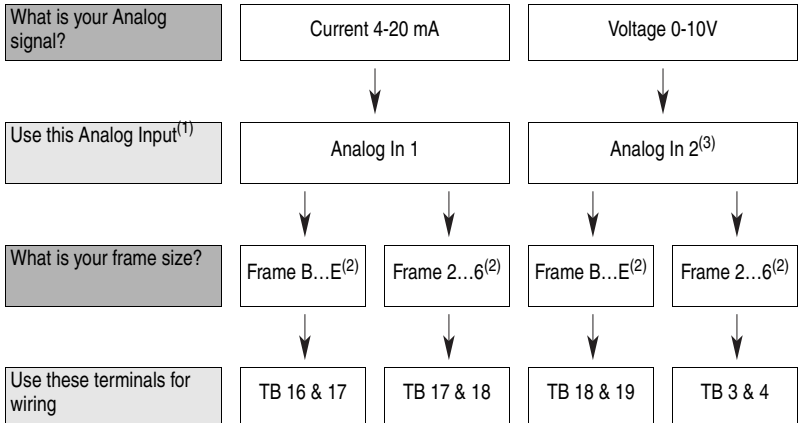 What is your Analog
signal?
Current 4-20 mA
Voltage 0-10V
Use this Analog Input(1)
Analog In 1
Analog In 2(3)
What is your frame size?
Frame B...E(2)
Frame 2...6(2)
Frame B...E(2)
Frame 2...6(2)
Use these terminals for
wiring
TB 16 & 17
TB 17 & 18
TB 18 & 19
TB 3 & 4